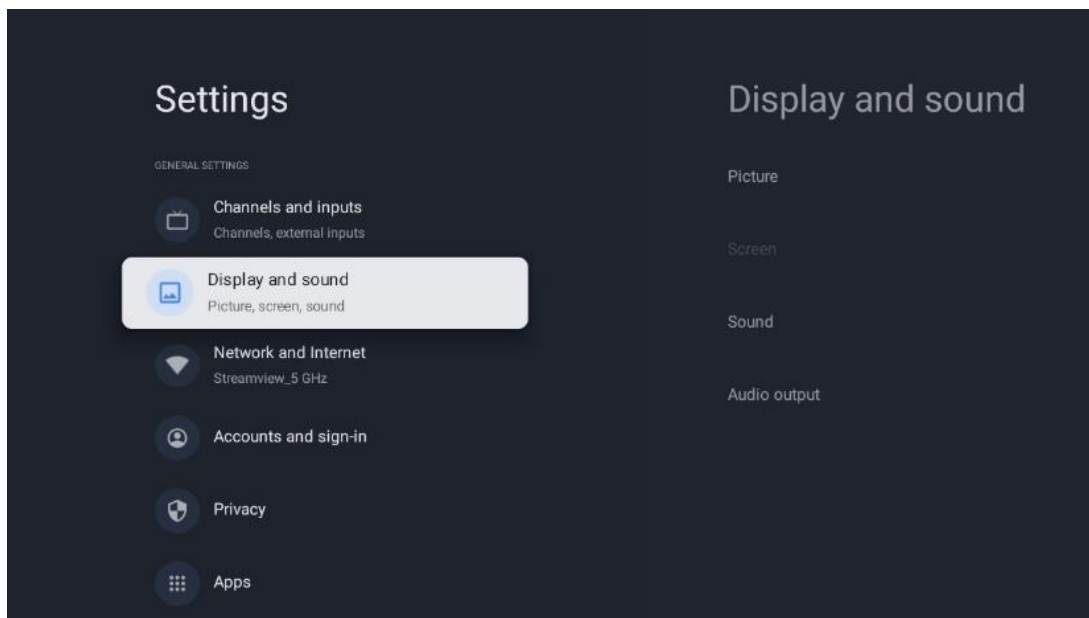 Settings
GENERAL SETTINGS
Channels and inputs
Channels, external inputs
Display and sound
Picture, screen, sound
Network and Internet
Streamview_5 GHz
Accounts and sign-in
Privacy
Apps
Display and sound
Picture
Screen
Sound
Audio output